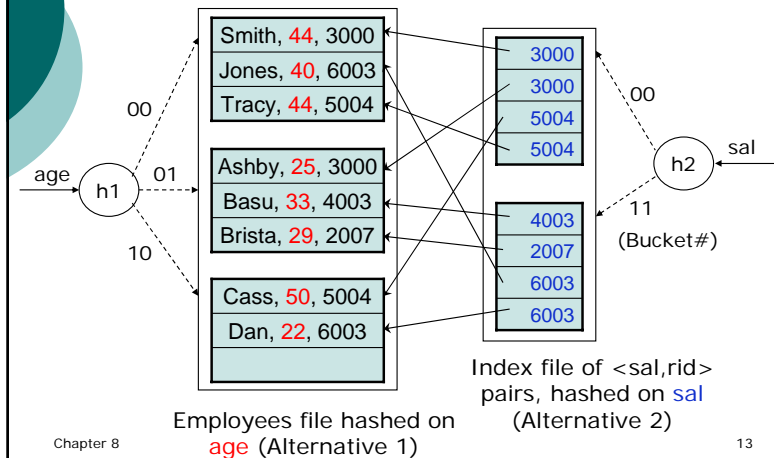 Smith, 44, 3000
Jones, 40, 6003
Tracy, 44, 5004
Ashby, 25, 3000
Basu, 33, 4003
Brista, 29, 2007
Cass, 50, 5004
Dan, 22, 6003
age
h1
00
01
10
3000
3000
5004
5004
4003
2007
6003
6003
00
11
(Bucket#)
h2
sal
Employees file hashed on
age (Alternative 1)
Index file of <sal,rid>
pairs, hashed on sal
(Alternative 2)
Chapter 8
13